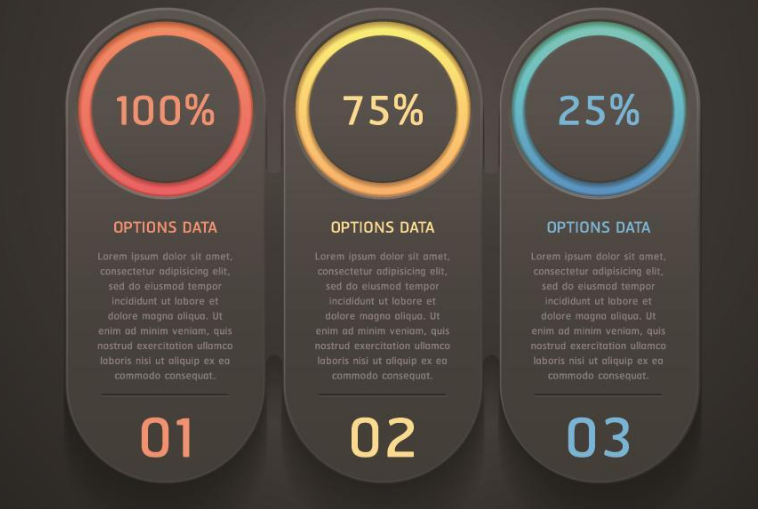 100%
OPTIONS DATA
Lorem ipsum dolor sit amet,
consectetur adipisicing elit,
sed do eiusmod tempor
incididunt ut labore et
dolore magna aliqua. Ut
enim ad minim veniam, quis
nostrud exercitation ullamco
laboris nisi ut aliquip ex ea
commodo consequat.
01
75%
OPTIONS DATA
Lorem ipsum dolor sit amet,
consectetur adipisicing elit,
sed do eiusmod tempor
incididunt ut labore et
dolore magna aliqua. Ut
enim ad minim veniam, quis
nostrud exercitation ullamco
laboris nisi ut aliquip ex ea
commodo consequat.
02
25%
OPTIONS DATA
Lorem ipsum dolor sit amet,
consectetur adipisicing elit,
sed do eiusmod tempor
incididunt ut labore et
dolore magna aliqua. Ut
enim ad minim veniam, quis
nostrud exercitation ullamco
laboris nisi ut aliquip ex ea
commodo consequat.
03